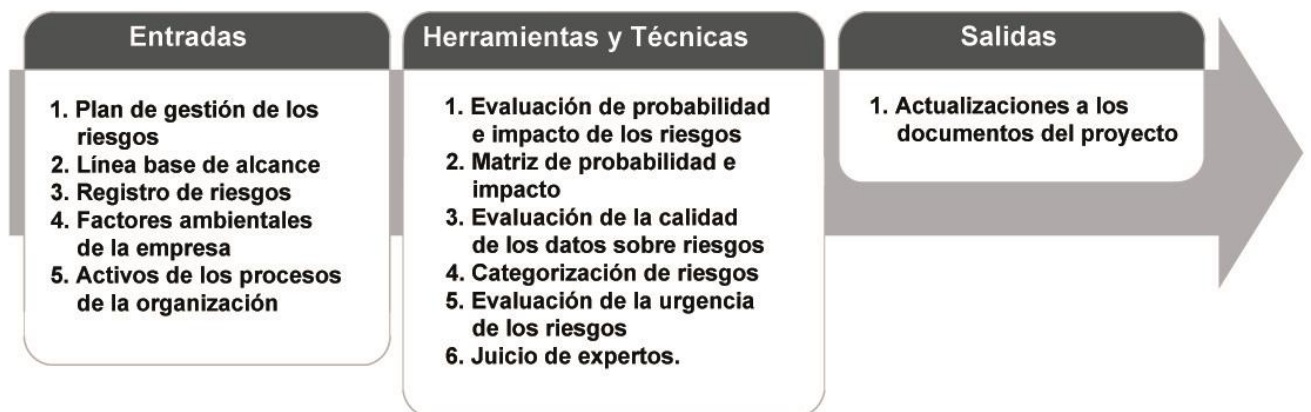 Entradas
1. Plan de gestión de los
riesgos
2. Línea base de alcance
3. Registro de riesgos
4. Factores ambientales
de la empresa
5. Activos de los procesos
de la organización
Herramientas y Técnicas
1. Evaluación de probabilidad
e impacto de los riesgos
2. Matriz de probabilidad e
impacto
3. Evaluación de la calidad
de los datos sobre riesgos
4. Categorización de riesgos
5. Evaluación de la urgencia
de los riesgos
6. Juicio de expertos.
Salidas
1. Actualizaciones a los
documentos del proyecto